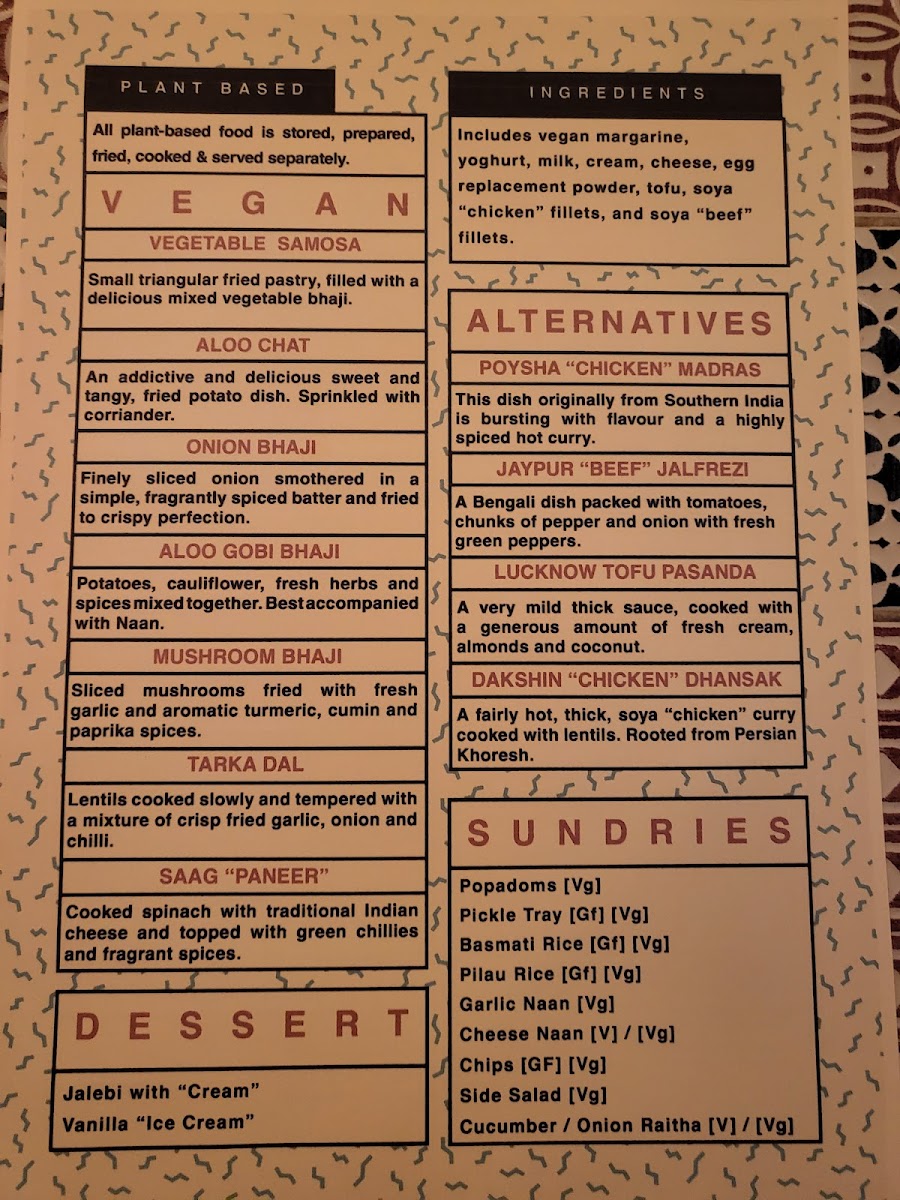 PLANT BASED
All plant-based food is stored, prepared,
fried, cooked & served separately.
VEGAN
VEGETABLE SAMOSA
Small triangular fried pastry, filled with a
delicious mixed vegetable bhaji.
ALOO CHAT
An addictive and delicious sweet and
tangy, fried potato dish. Sprinkled with
corriander.
ONION BHAJI
Finely sliced onion smothered in a
simple, fragrantly spiced batter and fried
to crispy perfection.
ALOO GOBI BHAJI
Potatoes, cauliflower, fresh herbs and
spices mixed together. Best accompanied
with Naan.
MUSHROOM BHAJI
Sliced mushrooms fried with fresh
garlic and aromatic turmeric, cumin and
paprika spices.
TARKA DAL
Lentils cooked slowly and tempered with
a mixture of crisp fried garlic, onion and
chilli.
SAAG “PANEER”
Cooked spinach with traditional Indian
cheese and topped with green chillies
and fragrant spices.
DESSERT
Jalebi with “Cream”
Vanilla “Ice Cream”
INGREDIENTS
Includes vegan margarine,
yoghurt, milk, cream, cheese, egg
replacement powder, tofu, soya
“chicken” fillets, and soya “beef”
fillets.
ALTERNATIVES
POYSHA “CHICKEN” MADRAS
This dish originally from Southern India
is bursting with flavour and a highly
spiced hot curry.
JAYPUR “BEEF” JALFREZI
A Bengali dish packed with tomatoes,
chunks of pepper and onion with fresh
green peppers.
LUCKNOW TOFU PASANDA
A very mild thick sauce, cooked with
a generous amount of fresh cream,
almonds and coconut.
DAKSHIN “CHICKEN” DHANSAK
A fairly hot, thick, soya “chicken” curry
cooked with lentils. Rooted from Persian
Khoresh.
SUNDRIES
Popadoms [Vg]
Pickle Tray [Gf] [Vg]
Basmati Rice [Gf] [Vg]
Pilau Rice [Gf] [Vg]
Garlic Naan [Vg]
Cheese Naan [V] / [Vg]
Chips [GF] [Vg]
Side Salad [Vg]
Cucumber / Onion Raitha [V] / [Vg]